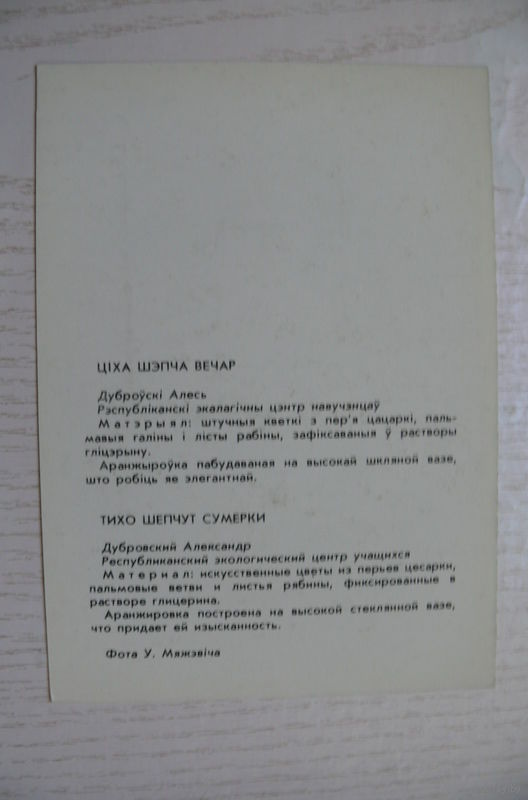 ЦІХА ШЭПЧА ВЕЧАР
Дуброўскі Алесь
Рэспубліканскі экалагічны цэнтр навучэнцаў
Матэрыял: штучныя кветкі з пер'я цацаркі, паль-
мавыя галіны і лісты рабіны, зафіксаваныя ў растворы
гліцэрыну.
Аранжыроўка пабудаваная на высокай шкляной вазе,
што робіць яе элегантнай.
ТИХО ШЕПЧУТ СУМЕРКИ
Дубровский Александр
Республиканский экологический центр учащихся
Материал: искусственные цветы из перьев цесарки,
пальмовые ветви и листья рябины, фиксированные в
растворе глицерина.
Аранжировка построена на высокой стеклянной вазе,
что придает ей изысканность.
Фота У. Мяжэвіча